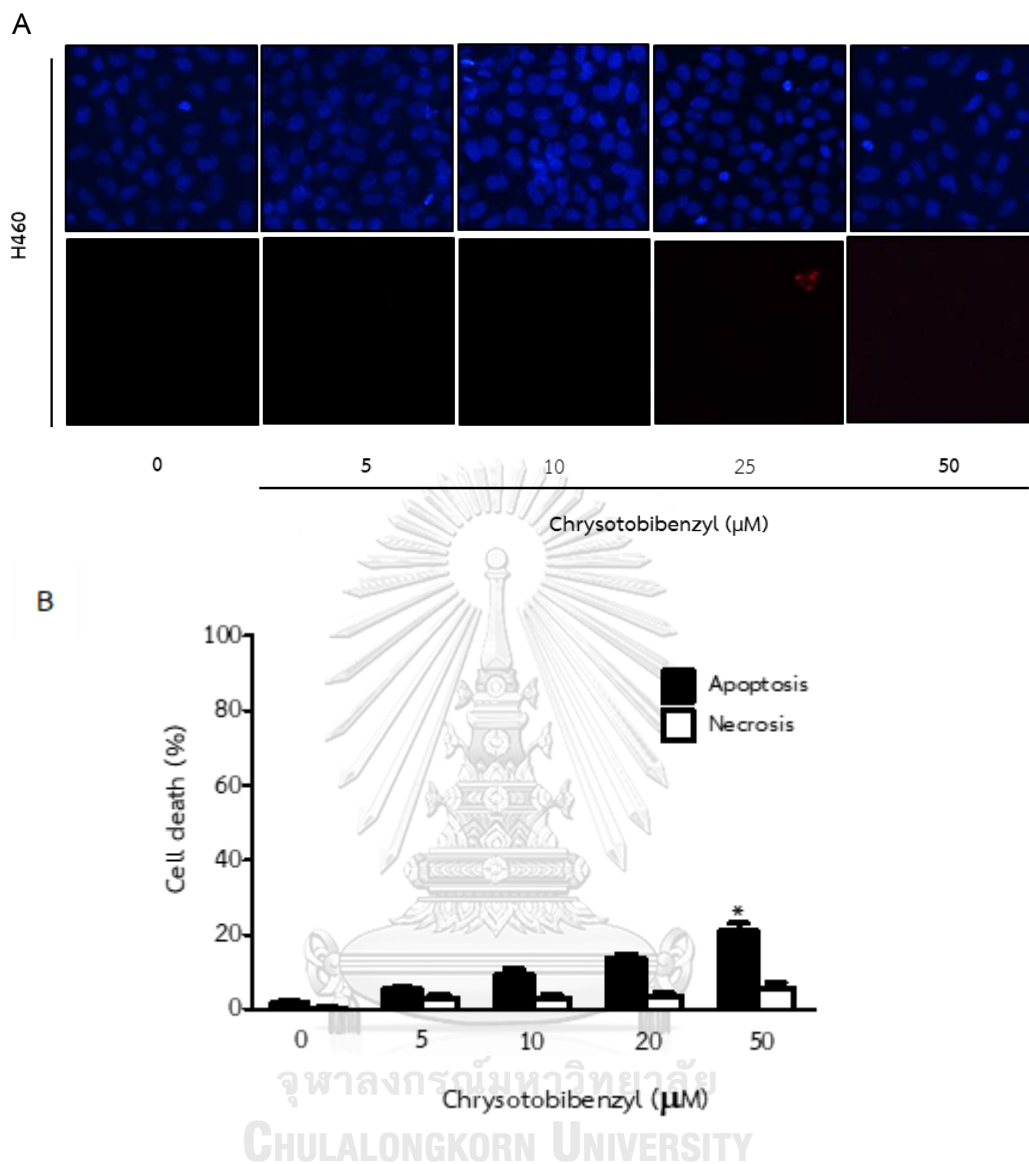 A
H460
0 5 10 25 50
Chrysotobibenzyl (µM)
B
100
80
60
40
20
0
Cell death (%)
Apoptosis
Necrosis
*
0 5 10 20 50
Chrysotobibenzyl (µM)
จุฬาลงกรณ์มหาวิทยาลัย
CHULALONGKORN UNIVERSITY